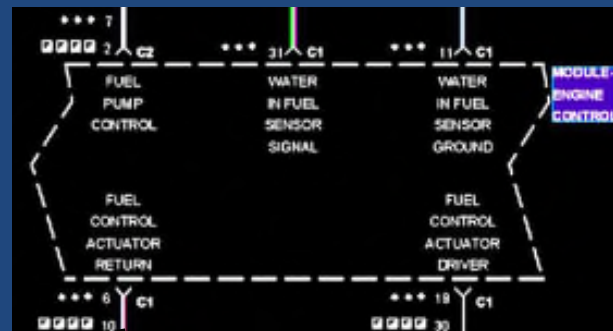 *** 7
2 C2
*** 31 C1
*** 11 C1
FUEL
PUMP
CONTROL
WATER
IN FUEL
SENSOR
SIGNAL
WATER
IN FUEL
SENSOR
GROUND
MODULE-
ENGINE
CONTROL
FUEL
CONTROL
ACTUATOR
RETURN
FUEL
CONTROL
ACTUATOR
DRIVER
*** 6 C1
10
*** 19 C1
30